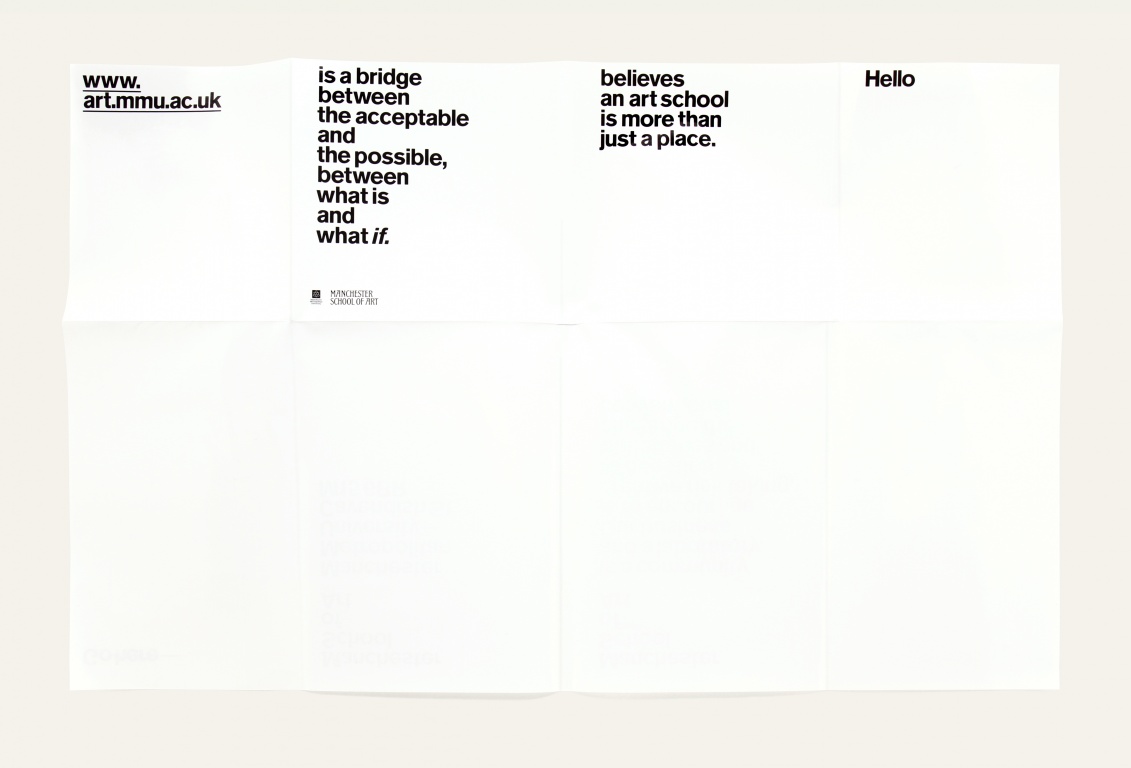 www.
art.mmu.ac.uk
is a bridge
between
the acceptable
and
the possible,
between
what is
and
what if.
MANCHESTER
SCHOOL OF ART
believes
an art school
is more than
just a place.
Hello